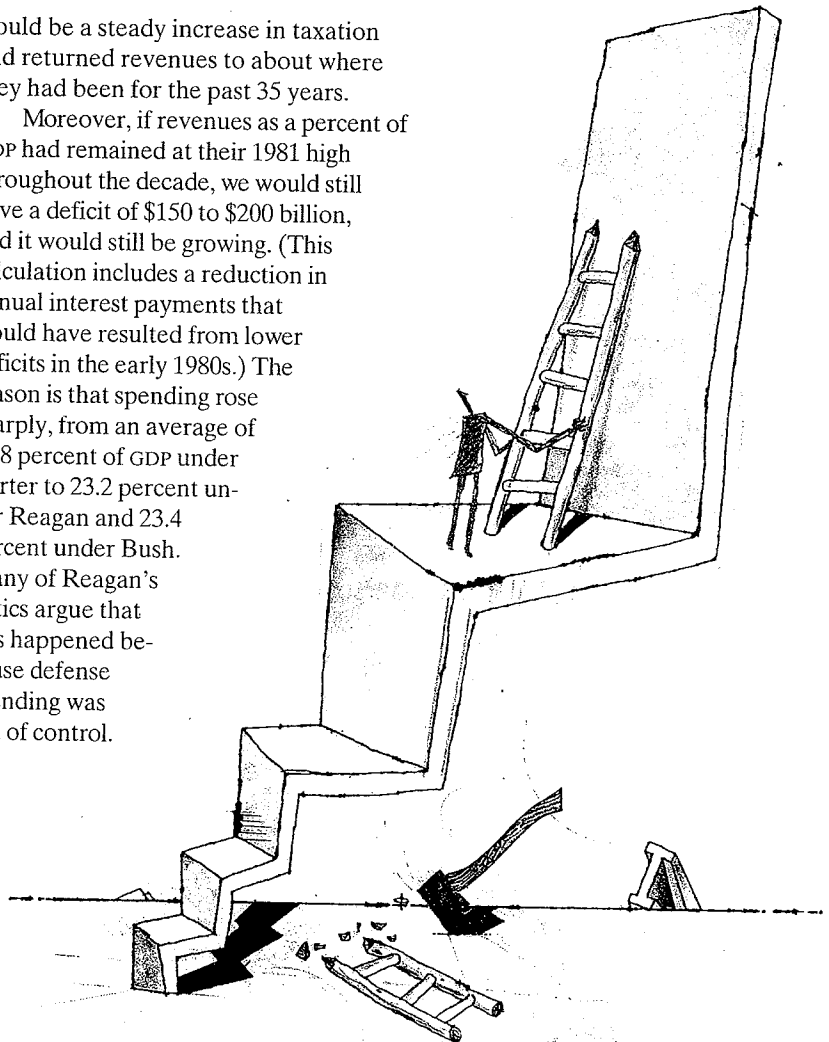 ould be a steady increase in taxation
d returned revenues to about where
ey had been for the past 35 years.
Moreover, if revenues as a percent of
DP had remained at their 1981 high
roughout the decade, we would still
ve a deficit of $150 to $200 billion,
d it would still be growing. (This
lculation includes a reduction in
nual interest payments that
ould have resulted from lower
ficits in the early 1980s.) The
ason is that spending rose
arply, from an average of
8 percent of GDP under
rter to 23.2 percent un-
r Reagan and 23.4
rcent under Bush.
any of Reagan's
tics argue that
s happened be-
use defense
ending was
of control.